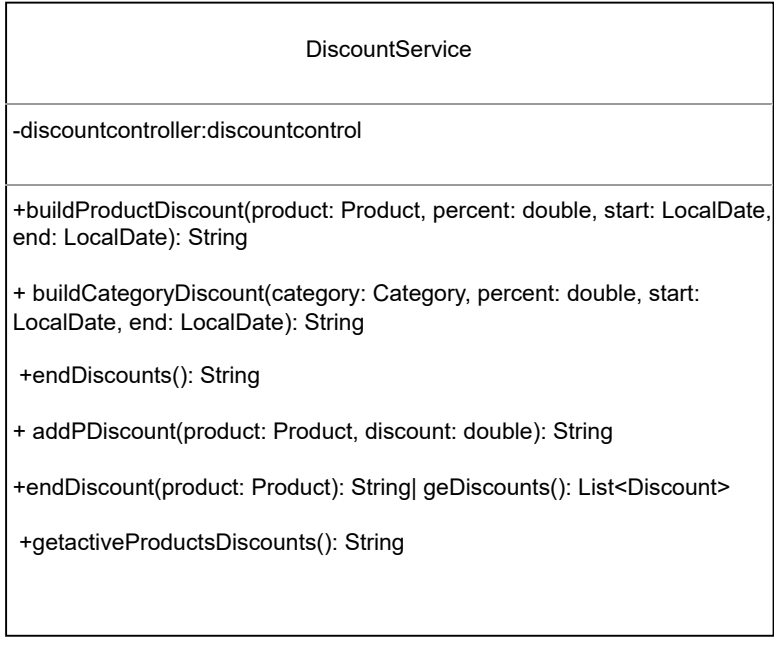 DiscountService
-discountcontroller:discountcontrol
+buildProductDiscount(product: Product, percent: double, start: LocalDate,
end: LocalDate): String
+ buildCategoryDiscount(category: Category, percent: double, start:
LocalDate, end: LocalDate): String
+endDiscounts(): String
+ addPDiscount(product: Product, discount: double): String
+endDiscount(product: Product): String| geDiscounts(): List<Discount>
+getactiveProductsDiscounts(): String